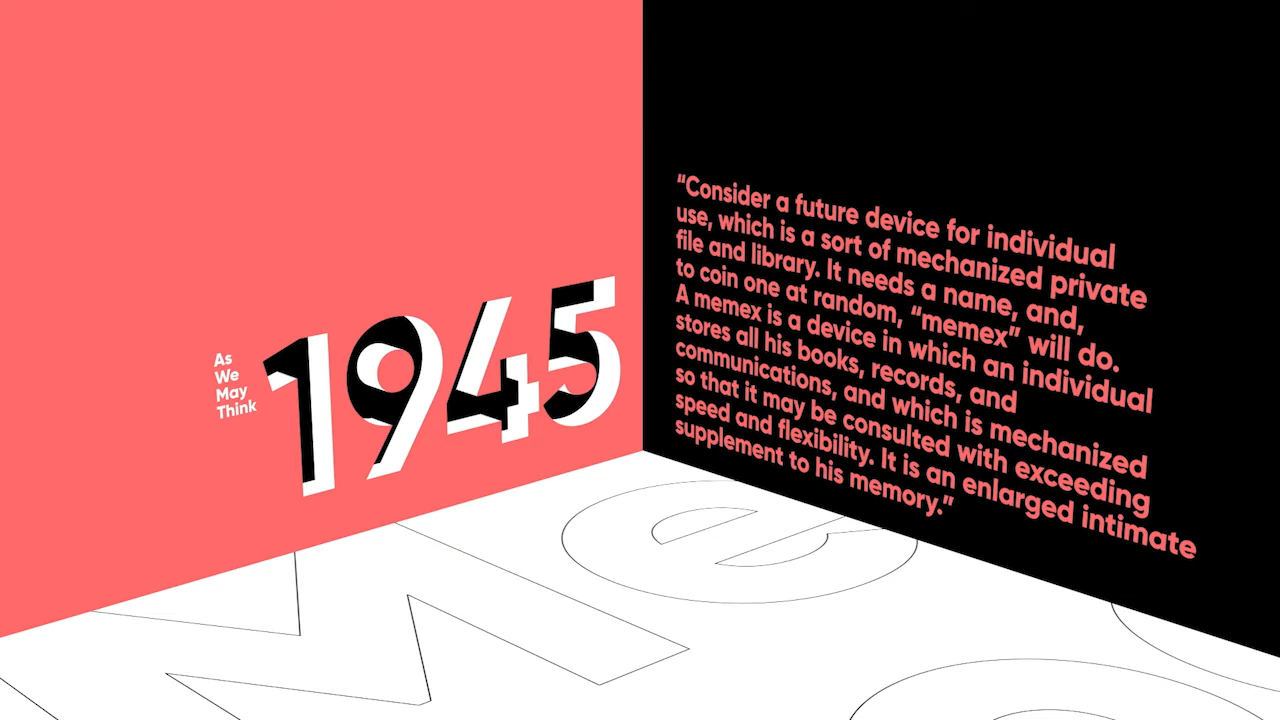 As
We
May
Think
1945
“Consider a future device for individual
use, which is a sort of mechanized private
file and library. It needs a name, and,
to coin one at random, “memex” will do.
A memex is a device in which an individual
stores all his books, records, and
communications, and which is mechanized
so that it may be consulted with exceeding
speed and flexibility. It is an enlarged intimate
supplement to his memory.”
Me